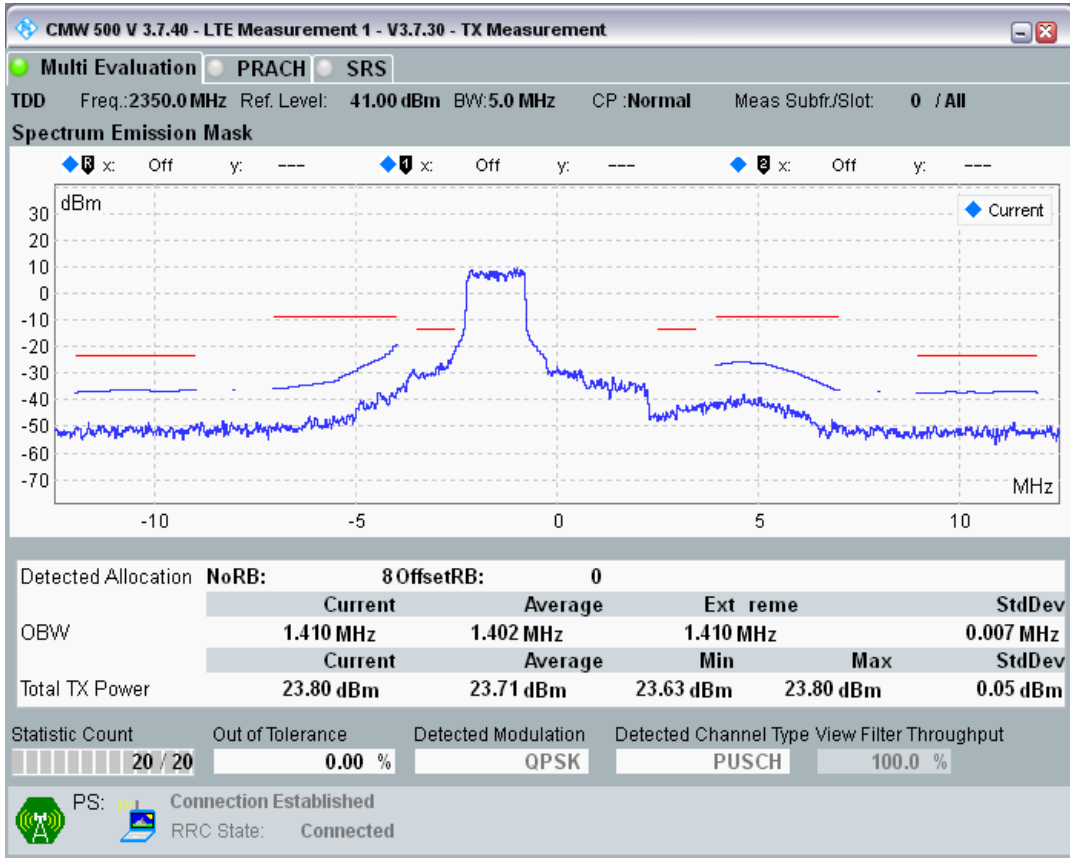 CMW 500 V 3.7.40 - LTE Measurement 1 - V3.7.30 - TX Measurement
Multi Evaluation PRACH SRS
TDD Freq.:2350.0 MHz Ref. Level: 41.00 dBm BW:5.0 MHz CP :Normal Meas Subfr./Slot: 0 / All
Spectrum Emission Mask
R x: Off y: --- 1 x: Off y: --- 2 x: Off y: ---
dBm
Current
30
20
10
0
-10
-20
-30
-40
-50
-60
-70
MHz
-10 -5 0 5 10
Detected Allocation NoRB: 8 OffsetRB: 0
Current Average Ext reme StdDev
OBW 1.410 MHz 1.402 MHz 1.410 MHz 0.007 MHz
Current Average Min Max StdDev
Total TX Power 23.80 dBm 23.71 dBm 23.63 dBm 23.80 dBm 0.05 dBm
Statistic Count Out of Tolerance Detected Modulation Detected Channel Type View Filter Throughput
20 / 20 0.00 % QPSK PUSCH 100.0 %
PS: Connection Established
RRC State: Connected